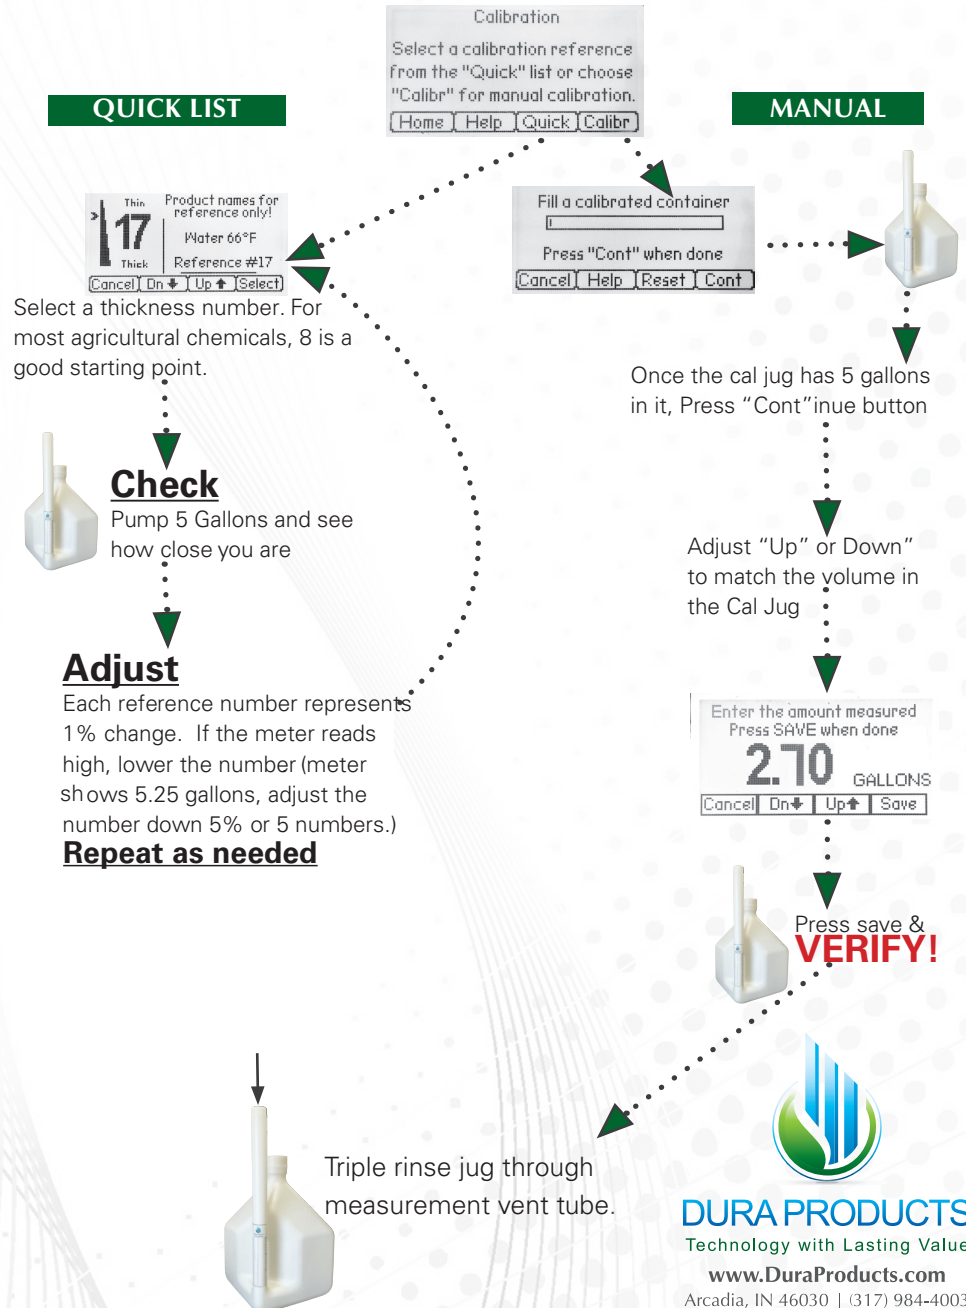 Calibration
Select a calibration reference
from the "Quick" list or choose
"Calibr" for manual calibration.
Home Help Quick Calibr
QUICK LIST
Thin
17
Thick
Product names for
reference only!
Water 66°F
Reference #17
Cancel Dn Up Select
Select a thickness number. For
most agricultural chemicals, 8 is a
good starting point.
Check
Pump 5 Gallons and see
how close you are
Adjust
Each reference number represents
1% change. If the meter reads
high, lower the number (meter
shows 5.25 gallons, adjust the
number down 5% or 5 numbers.)
Repeat as needed
MANUAL
Fill a calibrated container
Press "Cont" when done
Cancel Help Reset Cont
Once the cal jug has 5 gallons
in it, Press “Cont”inue button
Adjust “Up” or Down”
to match the volume in
the Cal Jug
Enter the amount measured
Press SAVE when done
2.70 GALLONS
Cancel Dn Up Save
Press save &
VERIFY!
Triple rinse jug through
measurement vent tube.
DURA PRODUCTS
Technology with Lasting Value
www.DuraProducts.com
Arcadia, IN 46030 | (317) 984-4003